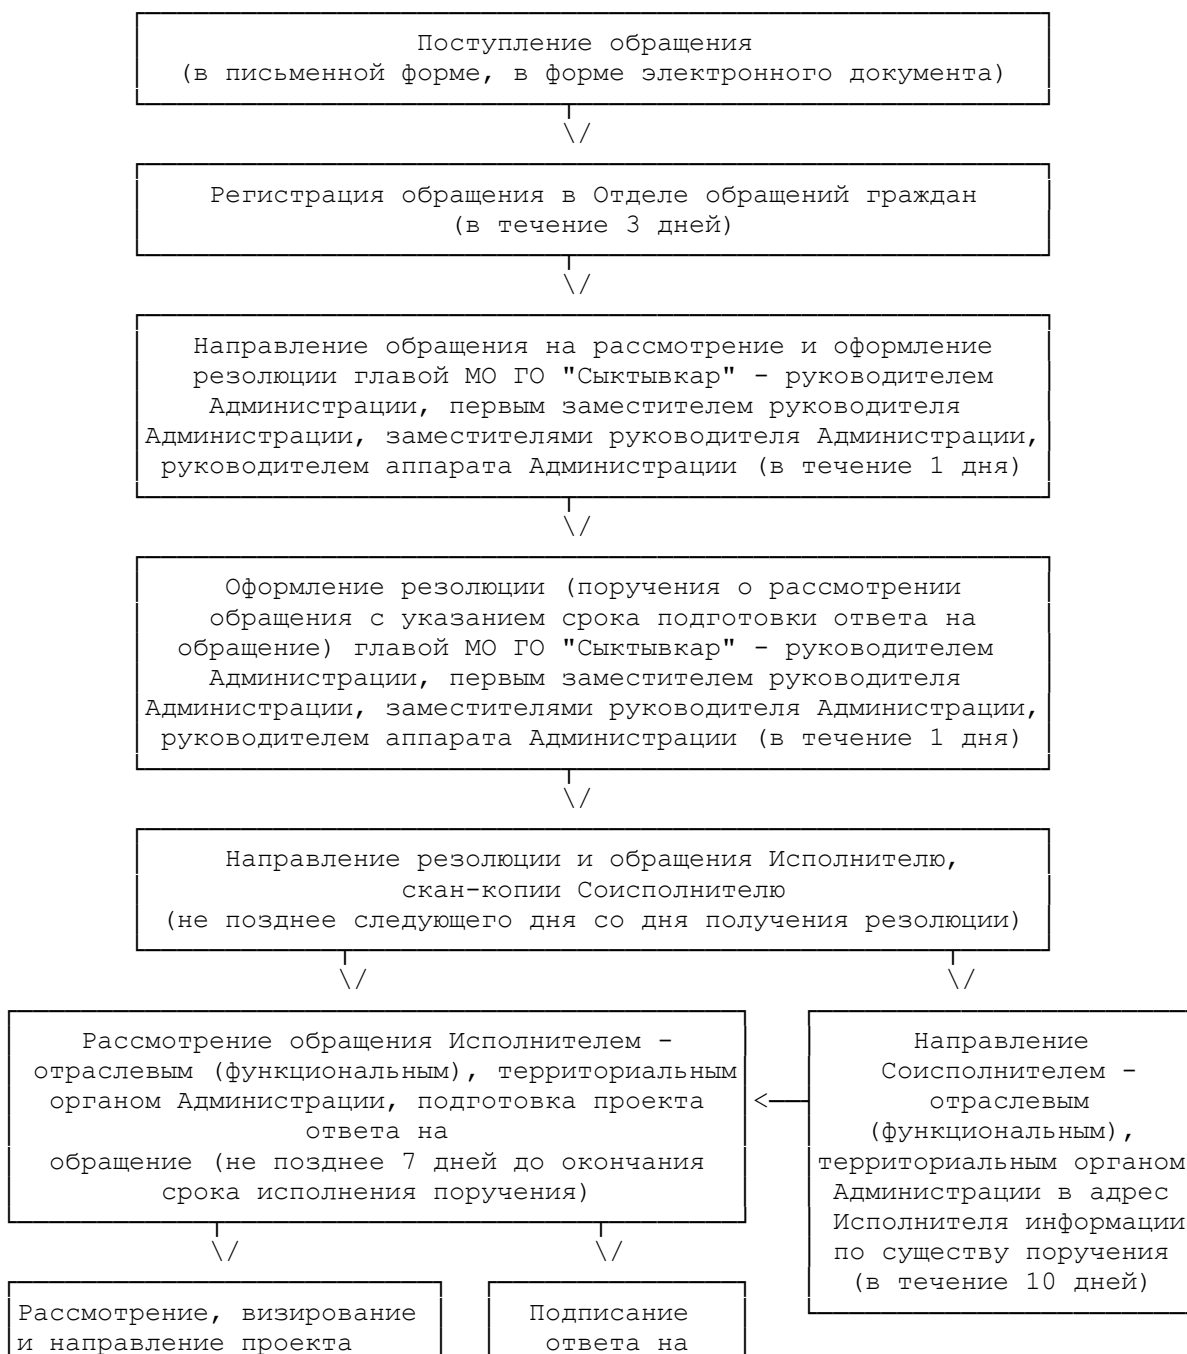 Поступление обращения
(в письменной форме, в форме электронного документа)
\/
Регистрация обращения в Отделе обращений граждан
(в течение 3 дней)
\/
Направление обращения на рассмотрение и оформление
резолюции главой МО ГО "Сыктывкар" - руководителем
Администрации, первым заместителем руководителя
Администрации, заместителями руководителя Администрации,
руководителем аппарата Администрации (в течение 1 дня)
\/
Оформление резолюции (поручения о рассмотрении
обращения с указанием срока подготовки ответа на
обращение) главой МО ГО "Сыктывкар" - руководителем
Администрации, первым заместителем руководителя
Администрации, заместителями руководителя Администрации,
руководителем аппарата Администрации (в течение 1 дня)
\/
Направление резолюции и обращения Исполнителю,
скан-копии Соисполнителю
(не позднее следующего дня со дня получения резолюции)
\/ \/
Рассмотрение обращения Исполнителем -
отраслевым (функциональным), территориальным
органом Администрации, подготовка проекта
ответа на
обращение (не позднее 7 дней до окончания
срока исполнения поручения)
<
Направление
Соисполнителем -
отраслевым
(функциональным),
территориальным органом
Администрации в адрес
Исполнителя информации
по существу поручения
(в течение 10 дней)
\/ \/
Рассмотрение, визирование
и направление проекта
Подписание
ответа на